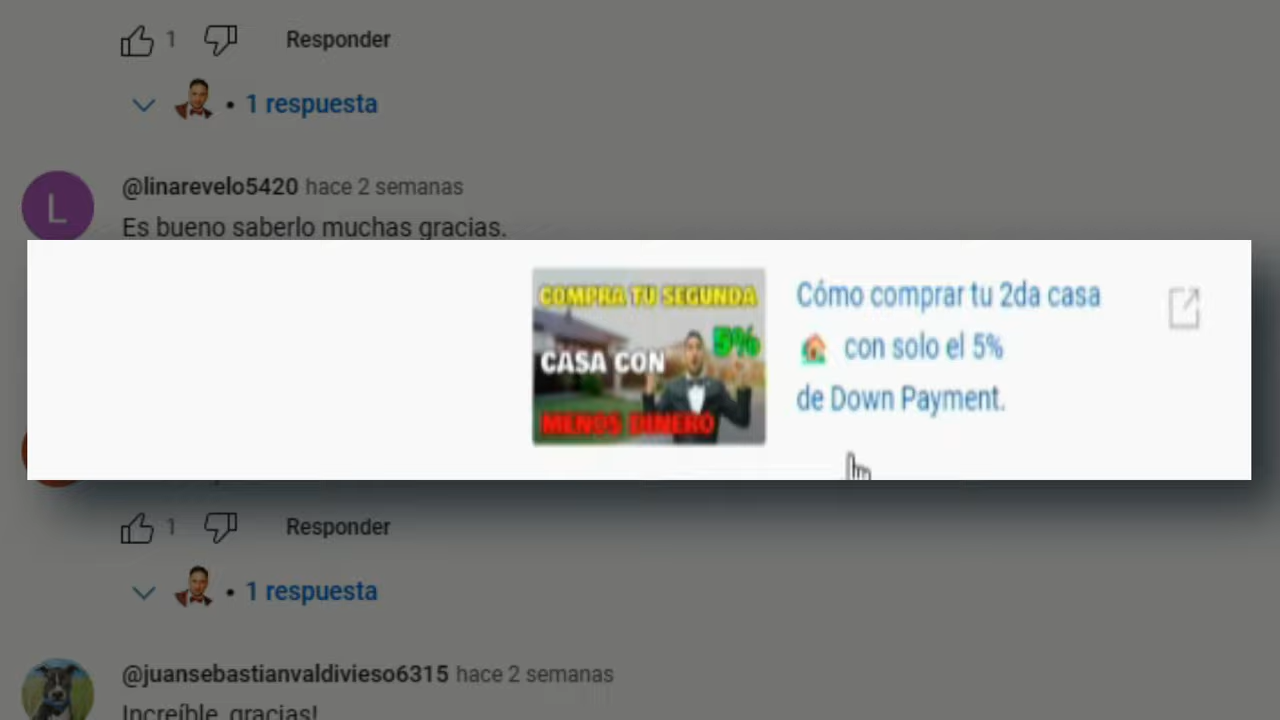 1
Responder
• 1 respuesta
L
@linarevelo5420 hace 2 semanas
Es bueno saberlo muchas gracias.
COMPRA TU SEGUNDA
5%
CASA CON
MENOS DINERO
Cómo comprar tu 2da casa
🏠 con solo el 5%
de Down Payment.
1
Responder
• 1 respuesta
@juansebastianvaldivieso6315 hace 2 semanas
Increíble, gracias!